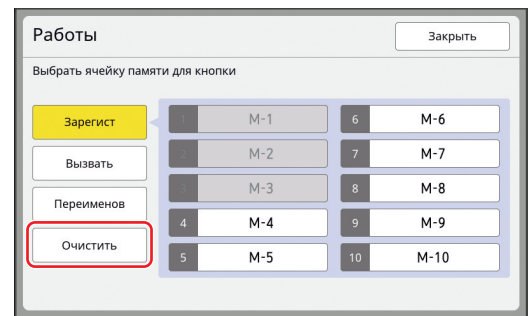 Работы
Закрыть
Выбрать ячейку памяти для кнопки
Зарегист
Вызвать
Переименов
Очистить
1 M-1
2 M-2
3 M-3
4 M-4
5 M-5
6 M-6
7 M-7
8 M-8
9 M-9
10 M-10